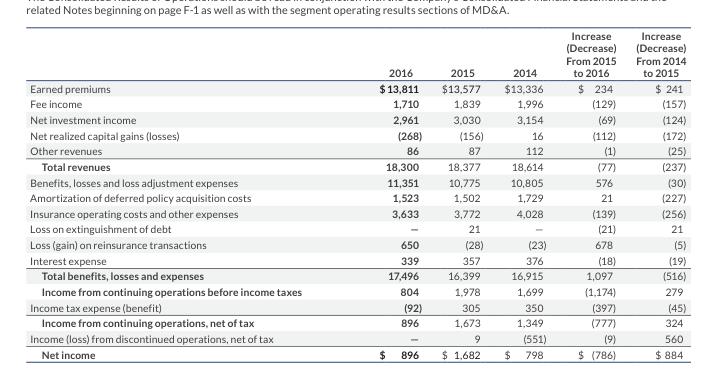 related Notes beginning on page F-1 as well as with the segment operating results sections of MD&A.
2016 2015 2014 Increase (Decrease) From 2015 to 2016 Increase (Decrease) From 2014 to 2015
Earned premiums $13,811 $13,577 $13,336 $ 234 $ 241
Fee income 1,710 1,839 1,996 (129) (157)
Net investment income 2,961 3,030 3,154 (69) (124)
Net realized capital gains (losses) (268) (156) 16 (112) (172)
Other revenues 86 87 112 (1) (25)
Total revenues 18,300 18,377 18,614 (77) (237)
Benefits, losses and loss adjustment expenses 11,351 10,775 10,805 576 (30)
Amortization of deferred policy acquisition costs 1,523 1,502 1,729 21 (227)
Insurance operating costs and other expenses 3,633 3,772 4,028 (139) (256)
Loss on extinguishment of debt — 21 — (21) 21
Loss (gain) on reinsurance transactions 650 (28) (23) 678 (5)
Interest expense 339 357 376 (18) (19)
Total benefits, losses and expenses 17,496 16,399 16,915 1,097 (516)
Income from continuing operations before income taxes 804 1,978 1,699 (1,174) 279
Income tax expense (benefit) (92) 305 350 (397) (45)
Income from continuing operations, net of tax 896 1,673 1,349 (777) 324
Income (loss) from discontinued operations, net of tax — 9 (551) (9) 560
Net income $ 896 $ 1,682 $ 798 $ (786) $ 884